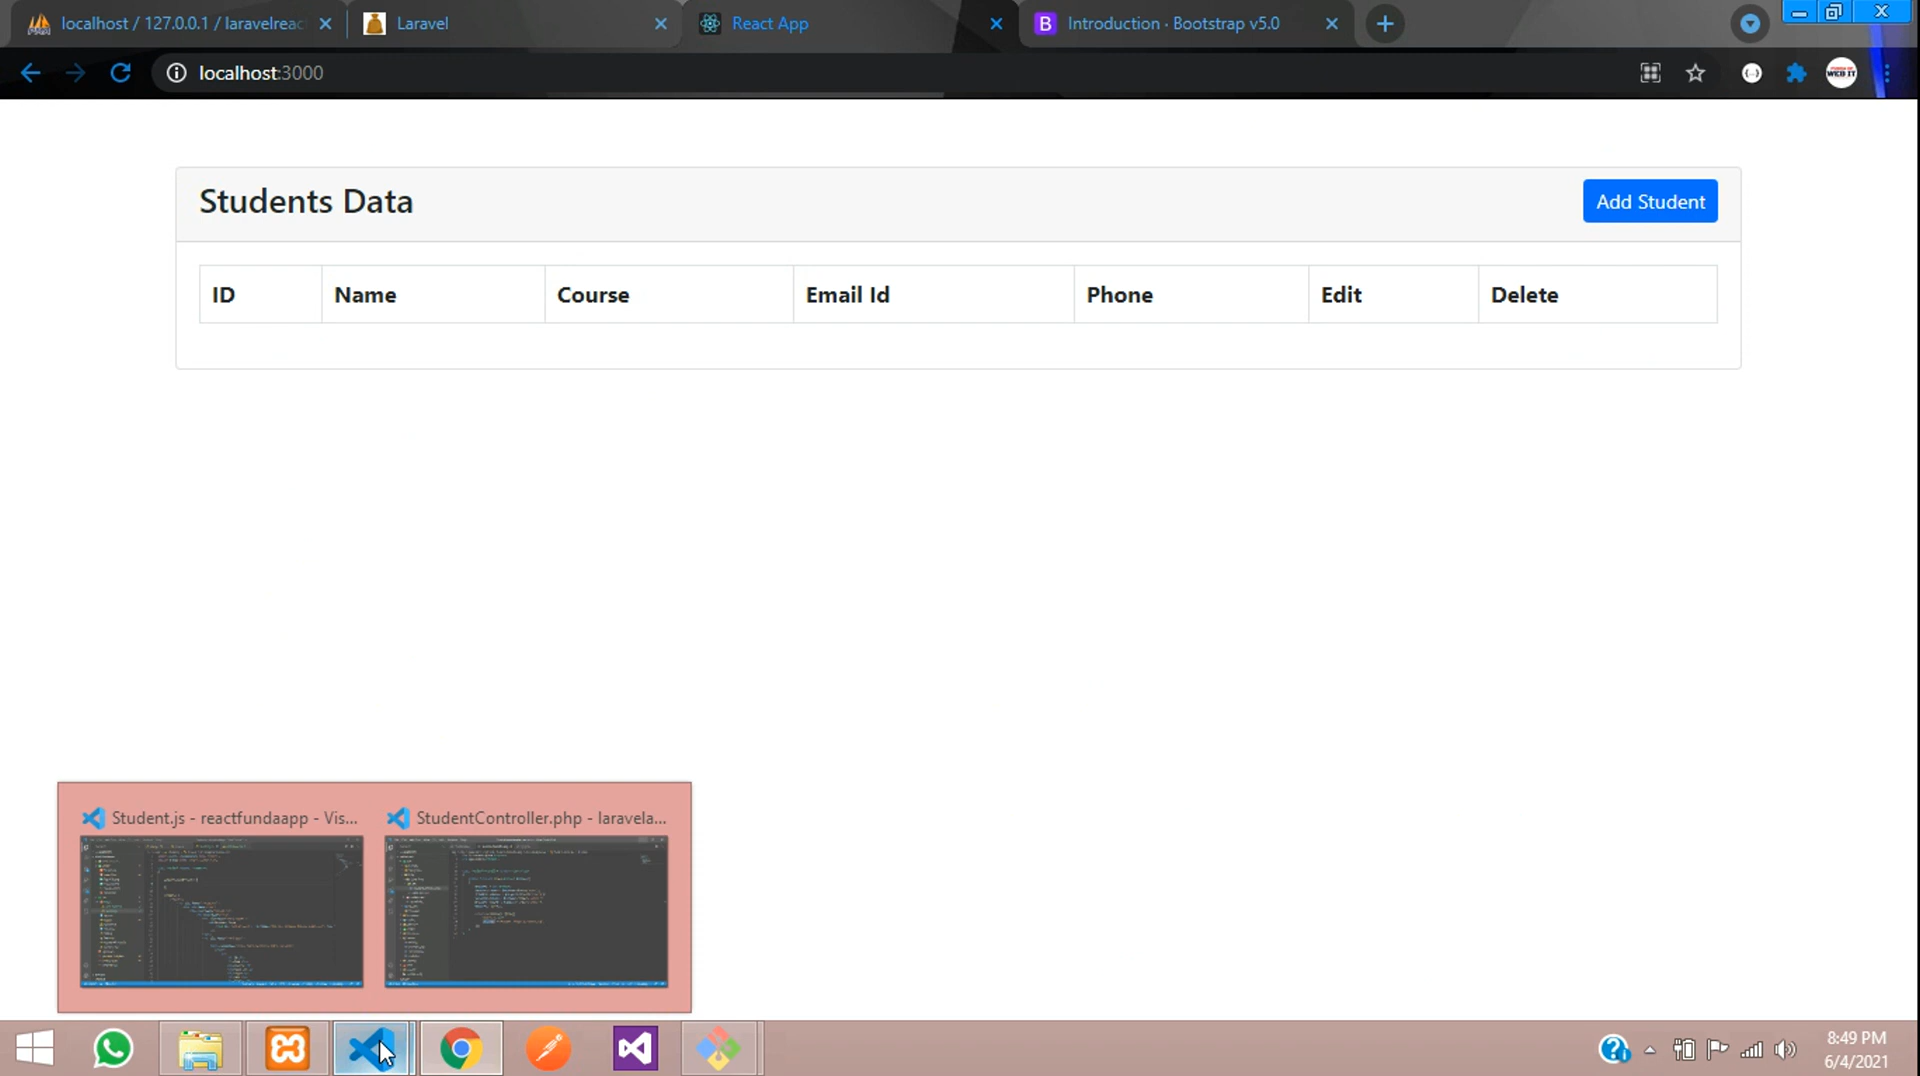 localhost / 127.0.0.1 / laravelreac
Laravel
React App
B Introduction · Bootstrap v5.0
localhost:3000
WEB IT
Students Data
Add Student
ID Name Course Email Id Phone Edit Delete
Student.js - reactfundaapp - Vis...
StudentController.php - laravela...
8:49 PM
6/4/2021